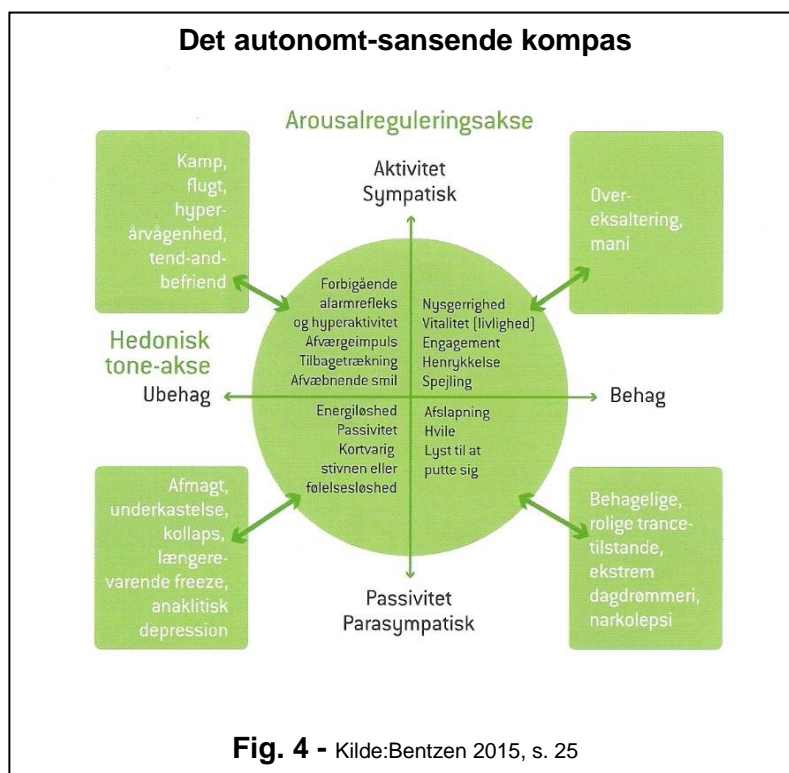 Det autonomt-sansende kompas
Arousalreguleringsakse
Aktivitet
Sympatisk
Kamp,
flugt,
hyper-
årvågenhed,
tend-and-
befriend
Over-
eksaltering,
mani
Forbigående
alarmrefleks
og hyperaktivitet
Afværgeimpuls
Tilbagetrækning
Afvæbnende smil
Nysgerrighed
Vitalitet (livlighed)
Engagement
Henrykkelse
Spejling
Hedonisk
tone-akse
Ubehag
Behag
Energiløshed
Passivitet
Kortvarig
stivnen eller
følelsesløshed
Afslapning
Hvile
Lyst til at
putte sig
Afmagt,
underkastelse,
kollaps,
længere-
varende freeze,
anaklitisk
depression
Behagelige,
rolige trance-
tilstande,
ekstrem
dagdrømmeri,
narkolepsi
Passivitet
Parasympatisk
Fig. 4 - Kilde:Bentzen 2015, s. 25